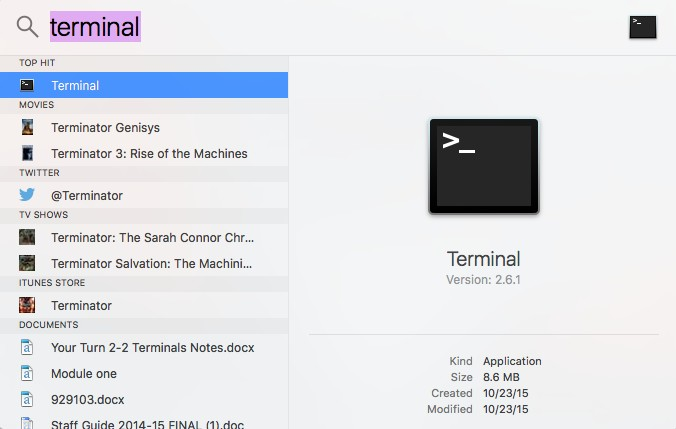 terminal
TOP HIT
Terminal
MOVIES
Terminator Genisys
Terminator 3: Rise of the Machines
TWITTER
@Terminator
TV SHOWS
Terminator: The Sarah Connor Chr...
Terminator Salvation: The Machini...
ITUNES STORE
Terminator
DOCUMENTS
Your Turn 2-2 Terminals Notes.docx
Module one
929103.docx
Staff Guide 2014-15 FINAL (1).doc
>_
Terminal
Version: 2.6.1
Kind Application
Size 8.6 MB
Created 10/23/15
Modified 10/23/15